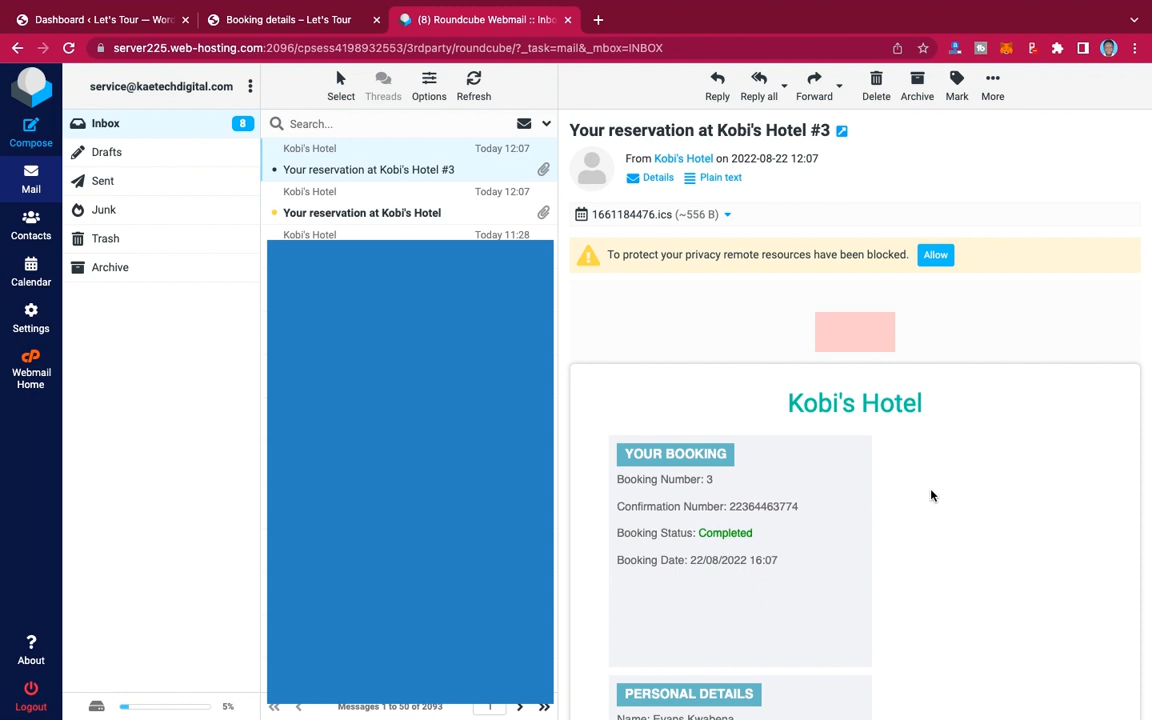 Dashboard ‹ Let's Tour — Word
Booking details – Let's Tour
(8) Roundcube Webmail :: Inbo
server225.web-hosting.com:2096/cpsess4198932553/3rdparty/roundcube/?_task=mail&_mbox=INBOX
Compose
Mail
Contacts
Calendar
Settings
Webmail
Home
About
Logout
service@kaetechdigital.com
Inbox
8
Drafts
Sent
Junk
Trash
Archive
5%
Select
Threads
Options
Refresh
Search...
Kobi's Hotel
Today 12:07
Your reservation at Kobi's Hotel #3
Kobi's Hotel
Today 12:07
Your reservation at Kobi's Hotel
Kobi's Hotel
Today 11:28
Messages 1 to 50 of 2093
1
Reply
Reply all
Forward
Delete
Archive
Mark
More
Your reservation at Kobi's Hotel #3
From Kobi's Hotel on 2022-08-22 12:07
Details
Plain text
1661184476.ics (~556 B)
To protect your privacy remote resources have been blocked.
Allow
Kobi's Hotel
YOUR BOOKING
Booking Number: 3
Confirmation Number: 22364463774
Booking Status: Completed
Booking Date: 22/08/2022 16:07
PERSONAL DETAILS
Name: Evans Kwabena